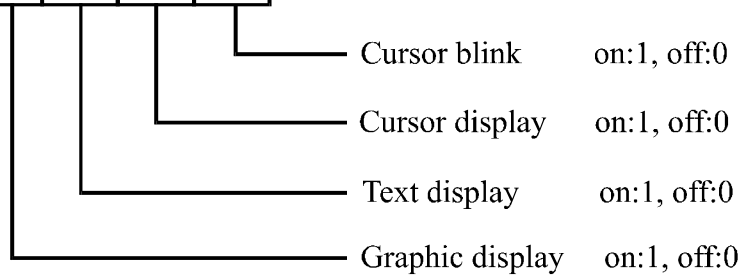 Cursor blink on:1, off:0
Cursor display on:1, off:0
Text display on:1, off:0
Graphic display on:1, off:0